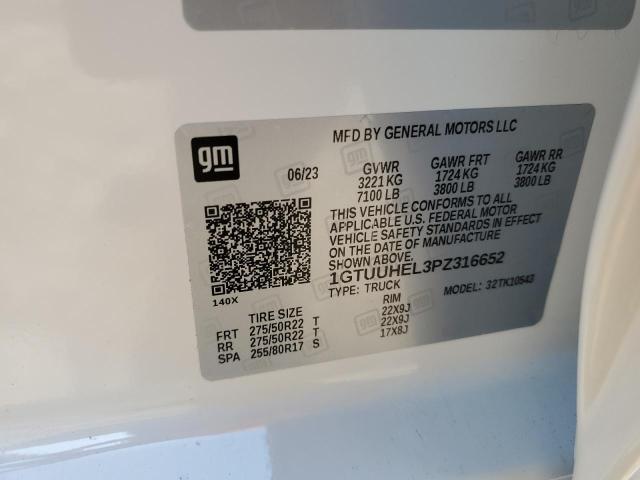 MFD BY GENERAL MOTORS LLC
gm
06/23
GVWR GAWR FRT GAWR RR
3221 KG 1724 KG 1724 KG
7100 LB 3800 LB 3800 LB
THIS VEHICLE CONFORMS TO ALL
APPLICABLE U.S. FEDERAL MOTOR
VEHICLE SAFETY STANDARDS IN EFFECT
ON THE DATE OF MANUFACTURE
SHOWN ABOVE.
1GTUUHEL3PZ316652
TYPE: TRUCK MODEL: 32TK10543
140X
TIRE SIZE RIM
FRT 275/50R22 T 22X9J
RR 275/50R22 T 22X9J
SPA 255/80R17 S 17X8J